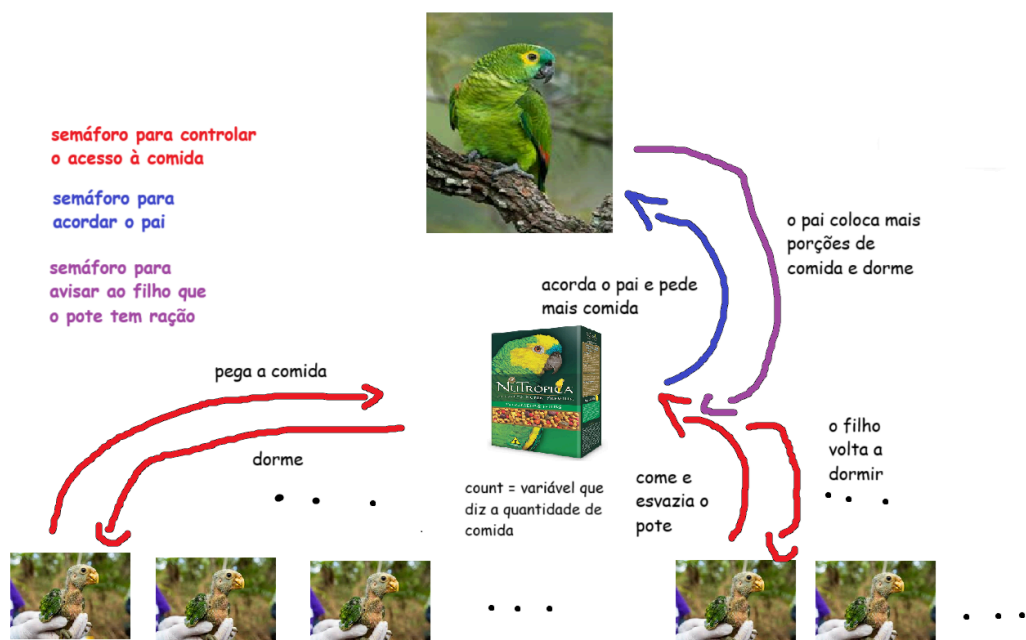 semáforo para controlar
o acesso à comida
semáforo para
acordar o pai
semáforo para
avisar ao filho que
o pote tem ração
o pai coloca mais
porções de
comida e dorme
acorda o pai e pede
mais comida
NuTrópica
pega a comida
dorme
o filho
volta a
dormir
come e
esvazia o
pote
count = variável que
diz a quantidade de
comida